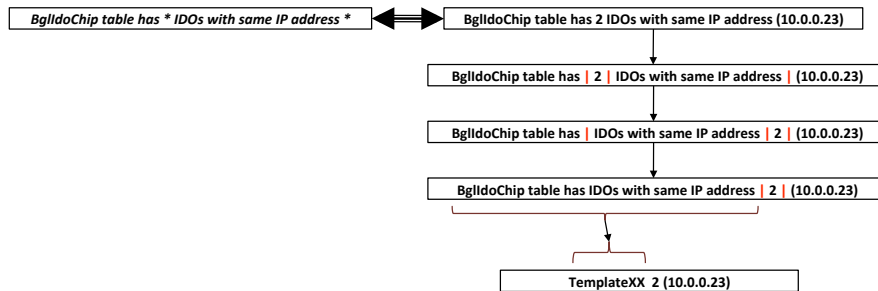 BglIdoChip table has * IDOs with same IP address *
BglIdoChip table has 2 IDOs with same IP address (10.0.0.23)
BglIdoChip table has | 2 | IDOs with same IP address | (10.0.0.23)
BglIdoChip table has | IDOs with same IP address | 2 | (10.0.0.23)
BglIdoChip table has IDOs with same IP address | 2 | (10.0.0.23)
TemplateXX 2 (10.0.0.23)